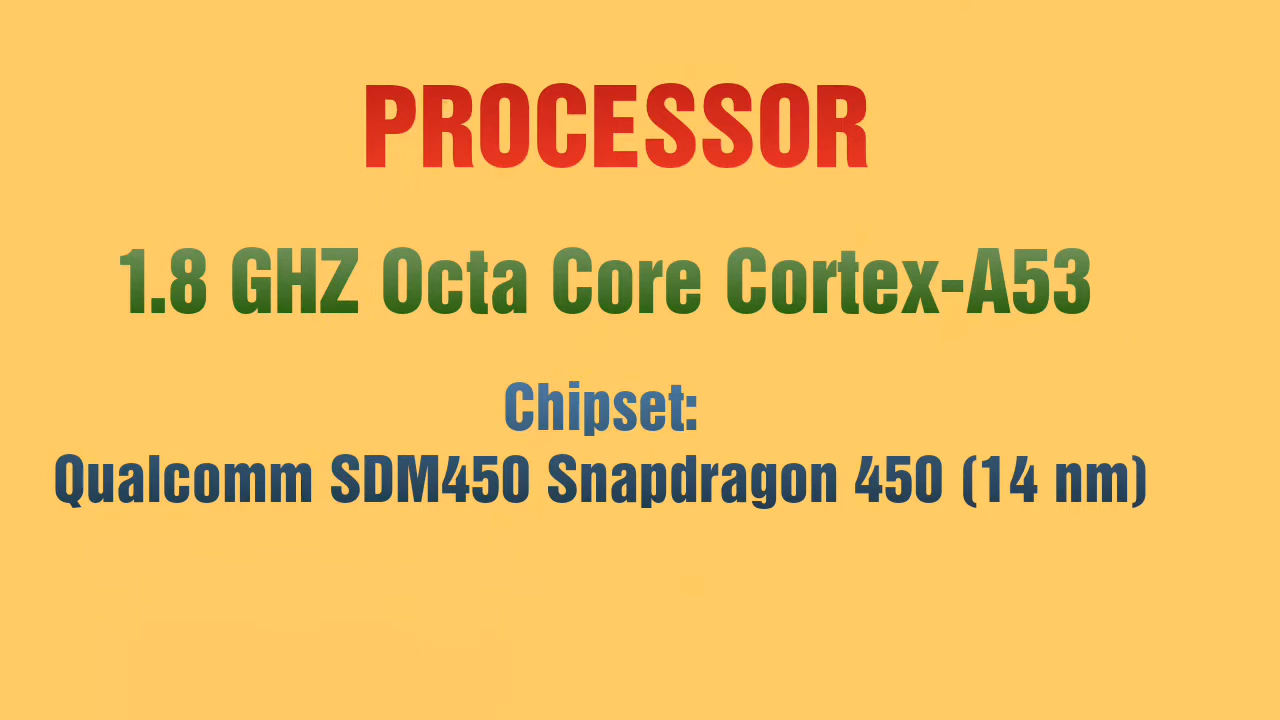 PROCESSOR
1.8 GHZ Octa Core Cortex-A53
Chipset:
Qualcomm SDM450 Snapdragon 450 (14 nm)